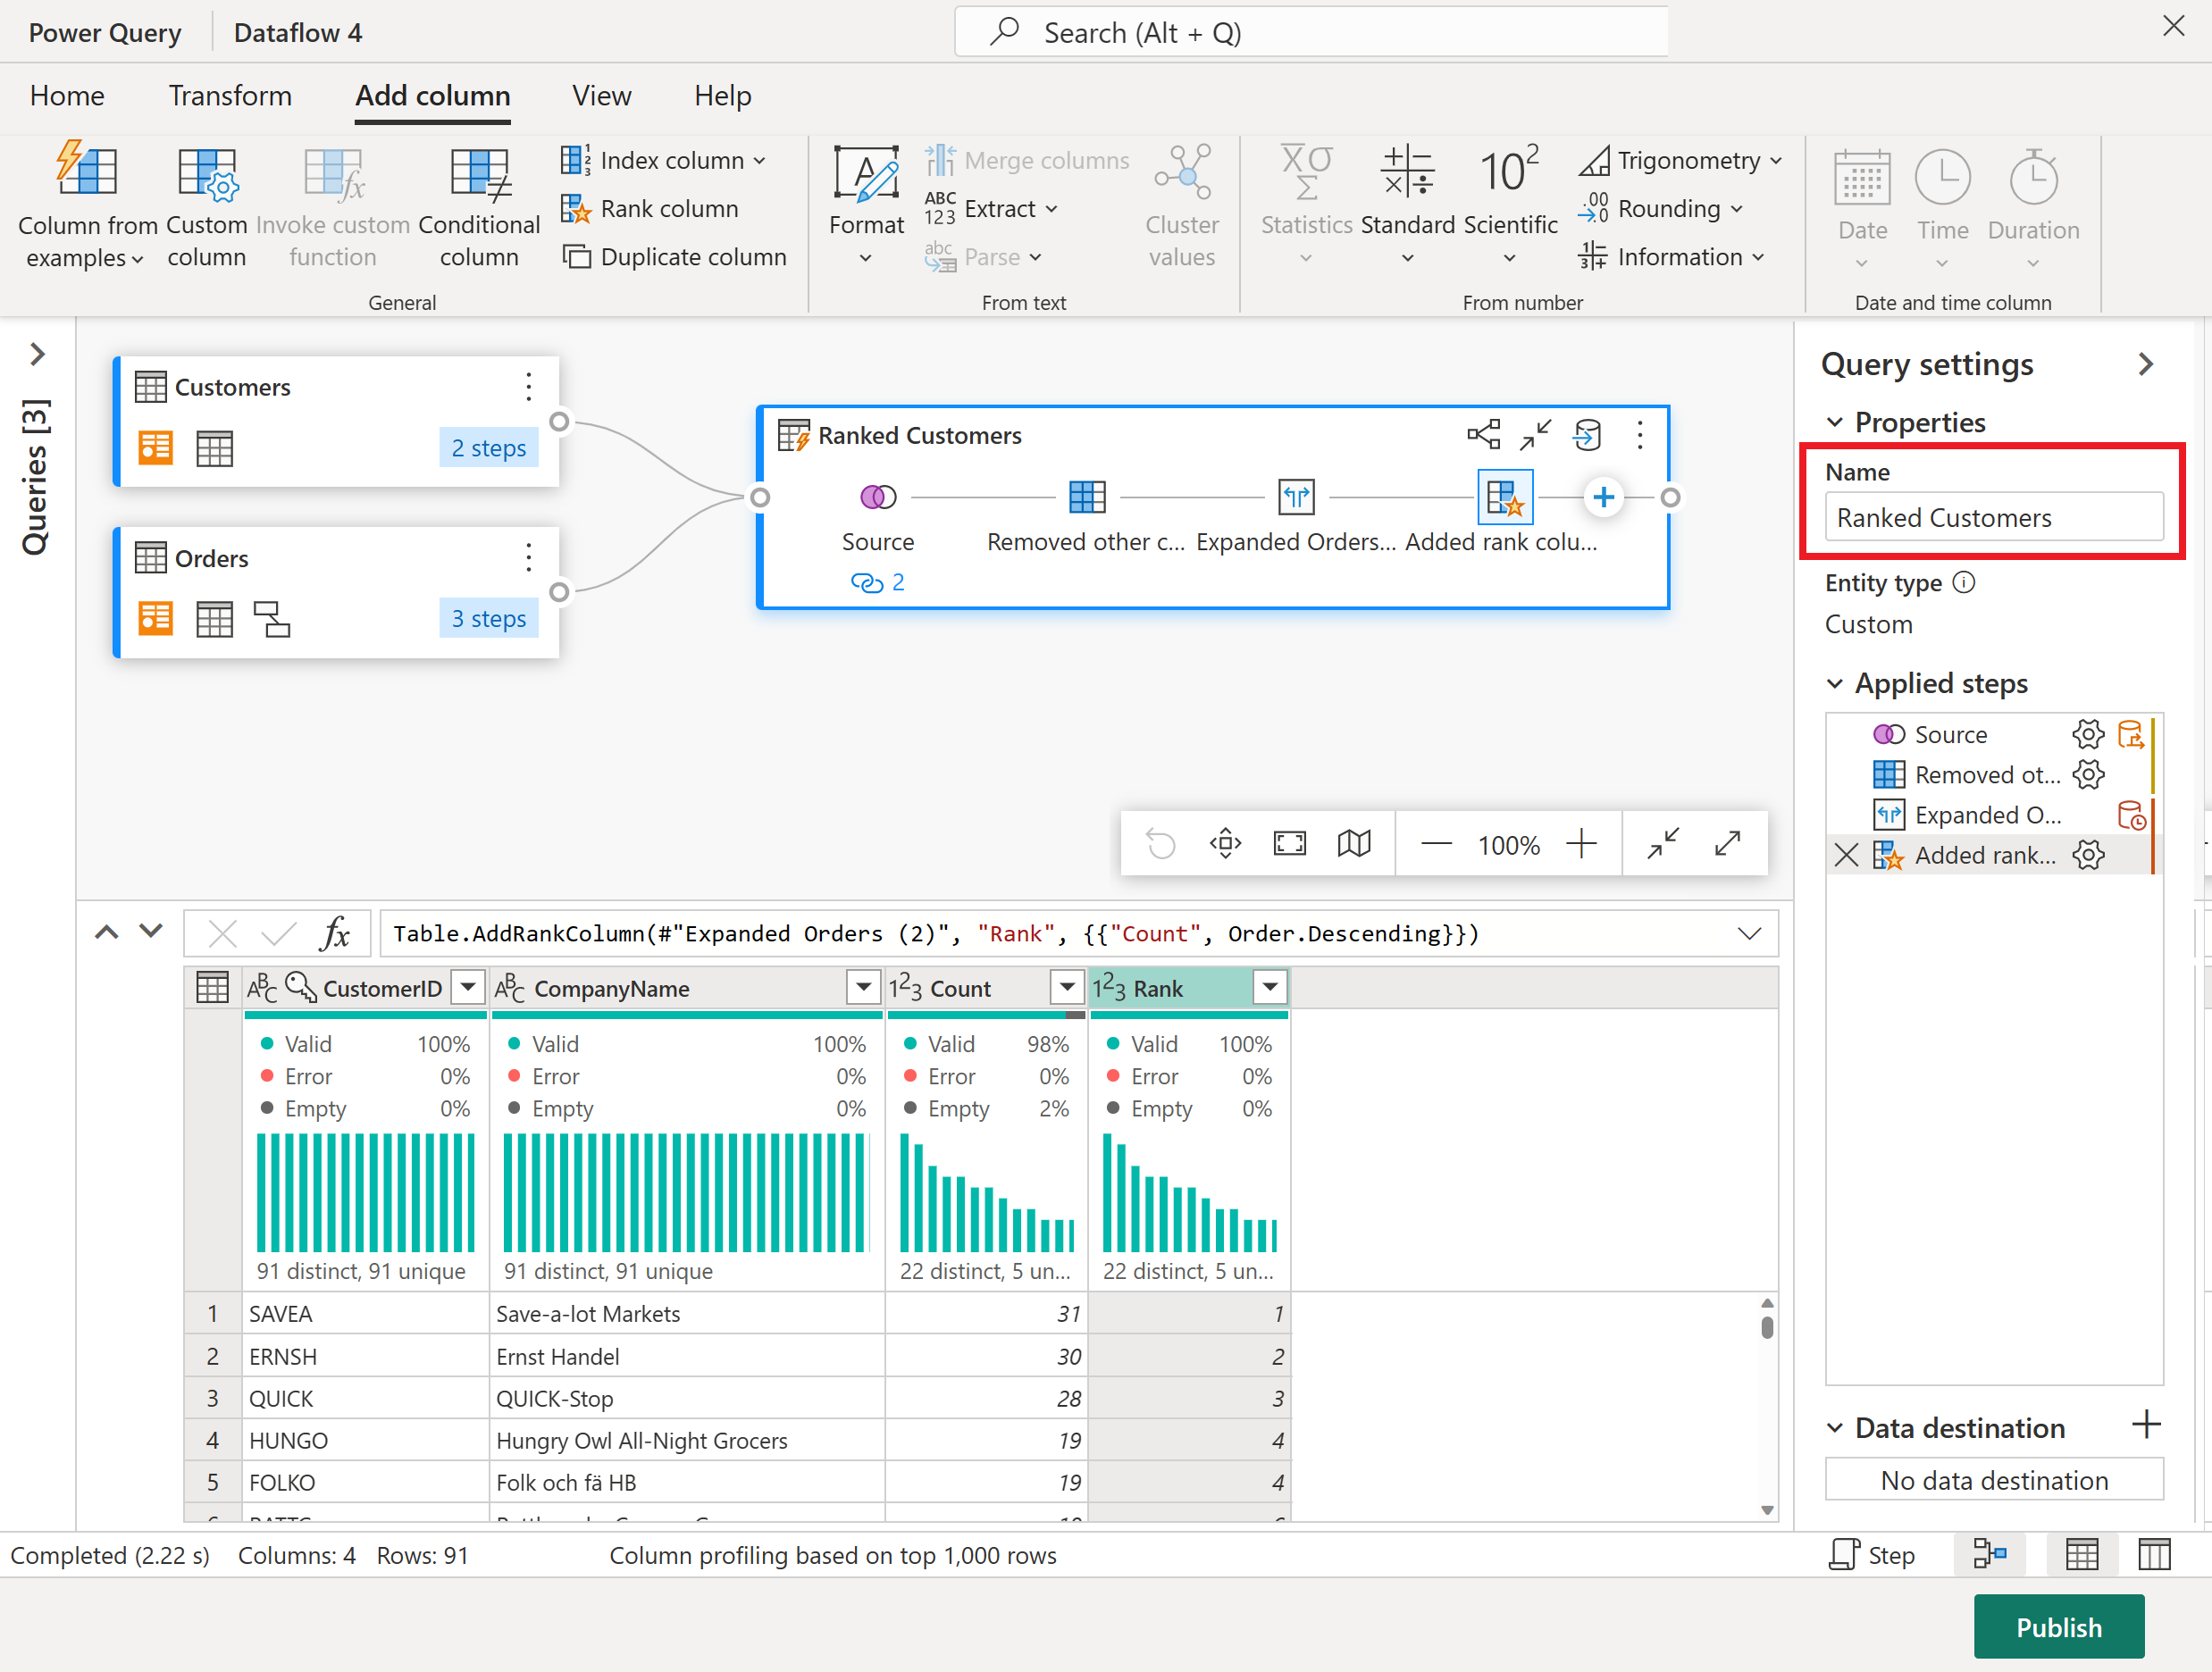 Power Query
Dataflow 4
Search (Alt + Q)
Home
Transform
Add column
View
Help
Column from examples
Custom column
Invoke custom function
Conditional column
Index column
Rank column
Duplicate column
General
Format
Merge columns
ABC 123 Extract
abc Parse
Cluster values
From text
Statistics
Standard
10² Scientific
Trigonometry
.00 →.0 Rounding
Information
From number
Date
Time
Duration
Date and time column
Queries [3]
Customers
2 steps
Orders
3 steps
Ranked Customers
Source
Removed other c...
Expanded Orders...
Added rank colu...
2
100%
Query settings
Properties
Name
Ranked Customers
Entity type
Custom
Applied steps
Source
Removed ot...
Expanded O...
Added rank...
Data destination
No data destination
fx
Table.AddRankColumn(#"Expanded Orders (2)", "Rank", {{"Count", Order.Descending}})
ABC CustomerID
ABC CompanyName
123 Count
123 Rank
Valid 100%
Error 0%
Empty 0%
91 distinct, 91 unique
Valid 100%
Error 0%
Empty 0%
91 distinct, 91 unique
Valid 98%
Error 0%
Empty 2%
22 distinct, 5 un...
Valid 100%
Error 0%
Empty 0%
22 distinct, 5 un...
1 SAVEA Save-a-lot Markets 31 1
2 ERNSH Ernst Handel 30 2
3 QUICK QUICK-Stop 28 3
4 HUNGO Hungry Owl All-Night Grocers 19 4
5 FOLKO Folk och fä HB 19 4
Completed (2.22 s)
Columns: 4
Rows: 91
Column profiling based on top 1,000 rows
Step
Publish